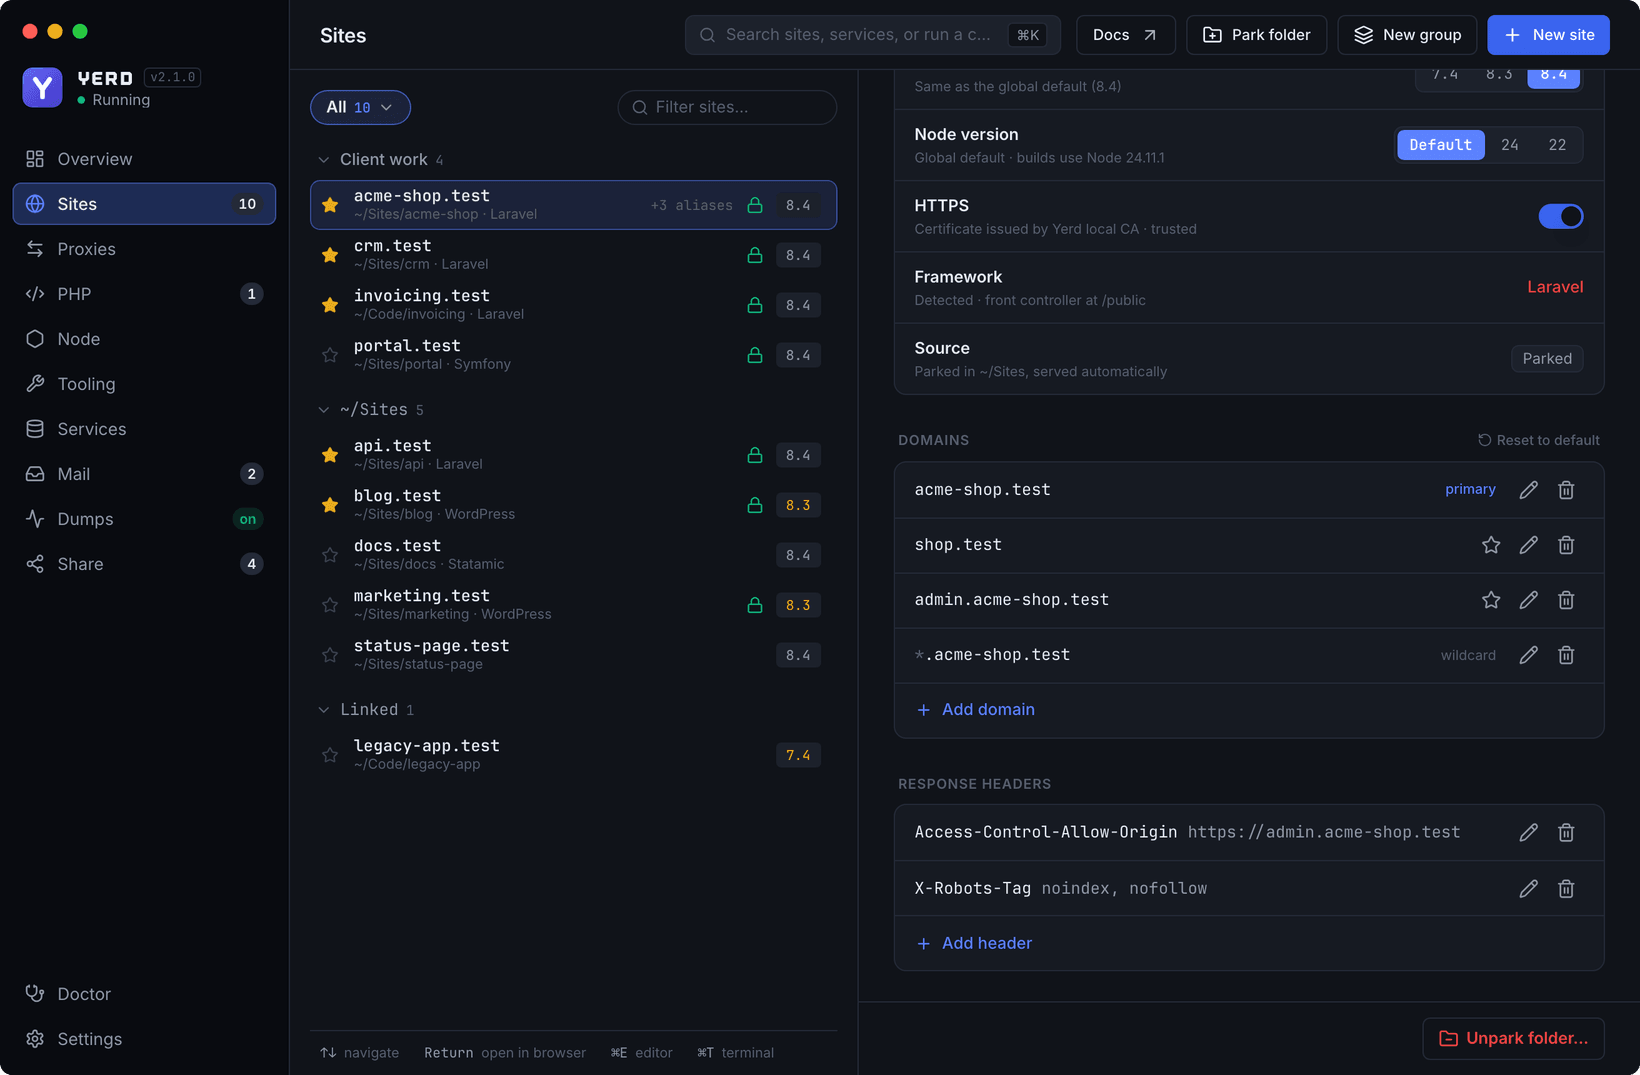 YERD v2.1.0
Running
Overview
Sites 10
Proxies
PHP 1
Node
Tooling
Services
Mail 2
Dumps on
Share 4
Doctor
Settings
Sites
Search sites, services, or run a c... ⌘K
Docs
Park folder
New group
New site
All 10
Filter sites...
Client work 4
acme-shop.test
~/Sites/acme-shop · Laravel
+3 aliases
8.4
crm.test
~/Sites/crm · Laravel
8.4
invoicing.test
~/Code/invoicing · Laravel
8.4
portal.test
~/Sites/portal · Symfony
8.4
~/Sites 5
api.test
~/Sites/api · Laravel
8.4
blog.test
~/Sites/blog · WordPress
8.3
docs.test
~/Sites/docs · Statamic
8.4
marketing.test
~/Sites/marketing · WordPress
8.3
status-page.test
~/Sites/status-page
8.4
Linked 1
legacy-app.test
~/Code/legacy-app
7.4
↑↓ navigate Return open in browser ⌘E editor ⌘T terminal
Same as the global default (8.4)
7.4 8.3 8.4
Node version
Global default · builds use Node 24.11.1
Default 24 22
HTTPS
Certificate issued by Yerd local CA · trusted
Framework
Detected · front controller at /public
Laravel
Source
Parked in ~/Sites, served automatically
Parked
DOMAINS
Reset to default
acme-shop.test primary
shop.test
admin.acme-shop.test
*.acme-shop.test wildcard
+ Add domain
RESPONSE HEADERS
Access-Control-Allow-Origin https://admin.acme-shop.test
X-Robots-Tag noindex, nofollow
+ Add header
Unpark folder...